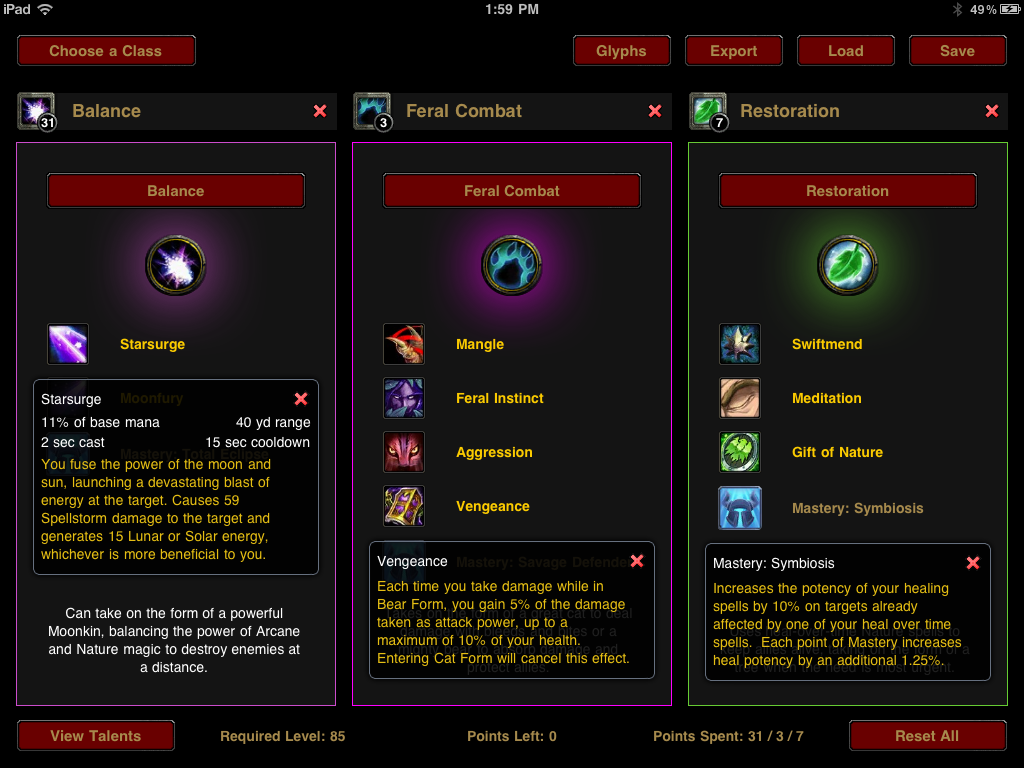 iPad 1:59 PM 49%
Choose a Class Glyphs Export Load Save
31 Balance 3 Feral Combat 7 Restoration
Balance Feral Combat Restoration
Starsurge
Moonfury
Mastery: Total Eclipse
Starsurge
11% of base mana 40 yd range
2 sec cast 15 sec cooldown
You fuse the power of the moon and
sun, launching a devastating blast of
energy at the target. Causes 59
Spellstorm damage to the target and
generates 15 Lunar or Solar energy,
whichever is more beneficial to you.
Can take on the form of a powerful
Moonkin, balancing the power of Arcane
and Nature magic to destroy enemies at
a distance.
Mangle
Feral Instinct
Aggression
Vengeance
Mastery: Savage Defender
Vengeance
Each time you take damage while in
Bear Form, you gain 5% of the damage
taken as attack power, up to a
maximum of 10% of your health.
Entering Cat Form will cancel this effect.
Swiftmend
Meditation
Gift of Nature
Mastery: Symbiosis
Mastery: Symbiosis
Increases the potency of your healing
spells by 10% on targets already
affected by one of your heal over time
spells. Each point of Mastery increases
heal potency by an additional 1.25%.
View Talents Required Level: 85 Points Left: 0 Points Spent: 31 / 3 / 7 Reset All